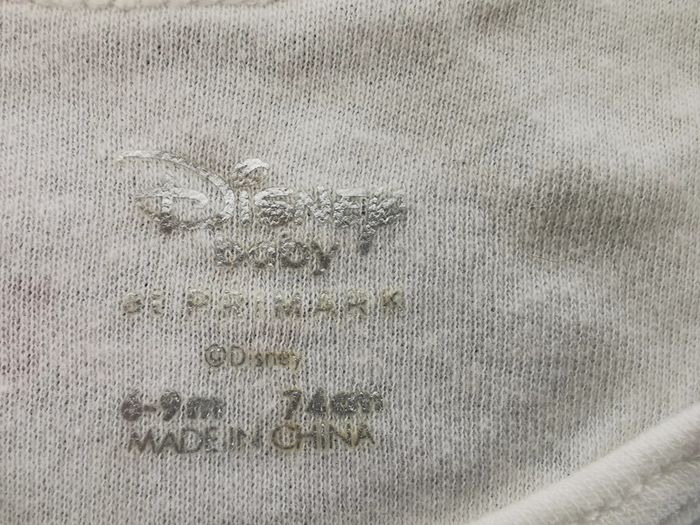 Disney
baby
AT PRIMARK
©Disney
6-9m 74cm
MADE IN CHINA